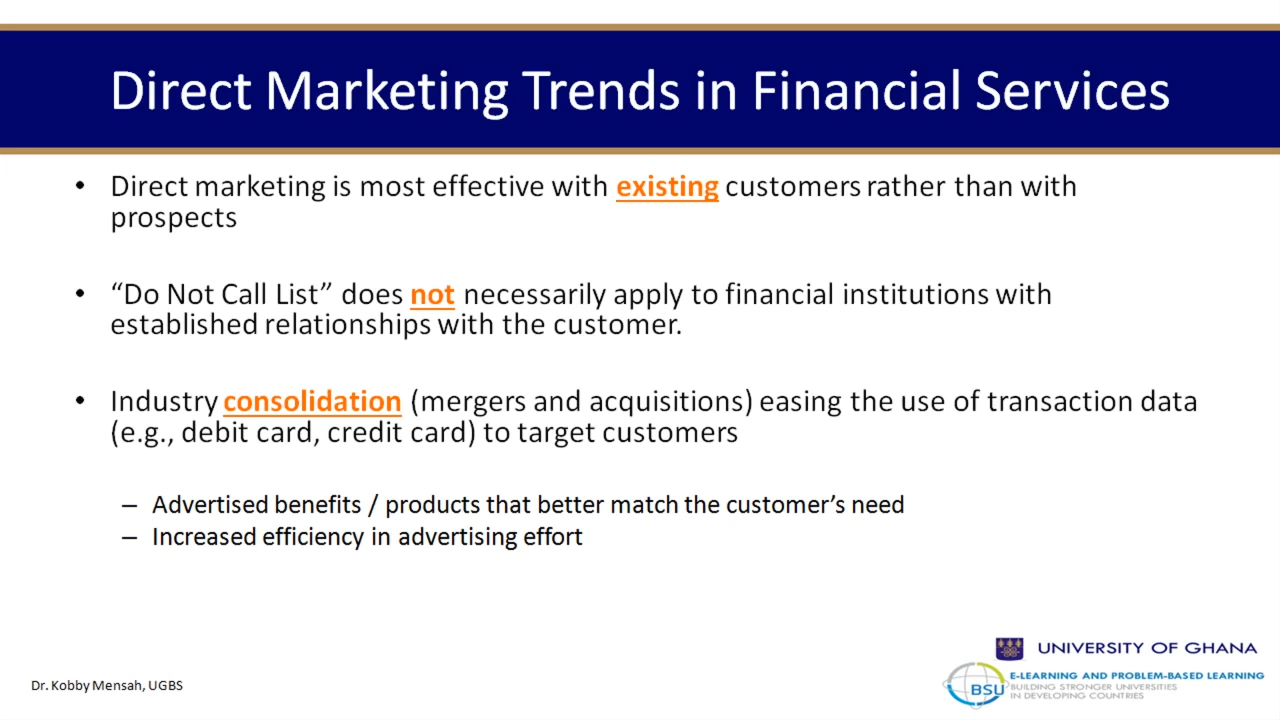 Direct Marketing Trends in Financial Services
• Direct marketing is most effective with existing customers rather than with
prospects
• “Do Not Call List” does not necessarily apply to financial institutions with
established relationships with the customer.
• Industry consolidation (mergers and acquisitions) easing the use of transaction data
(e.g., debit card, credit card) to target customers
– Advertised benefits / products that better match the customer’s need
– Increased efficiency in advertising effort
UNIVERSITY OF GHANA
Dr. Kobby Mensah, UGBS
BSU
E-LEARNING AND PROBLEM-BASED LEARNING
BUILDING STRONGER UNIVERSITIES
IN DEVELOPING COUNTRIES